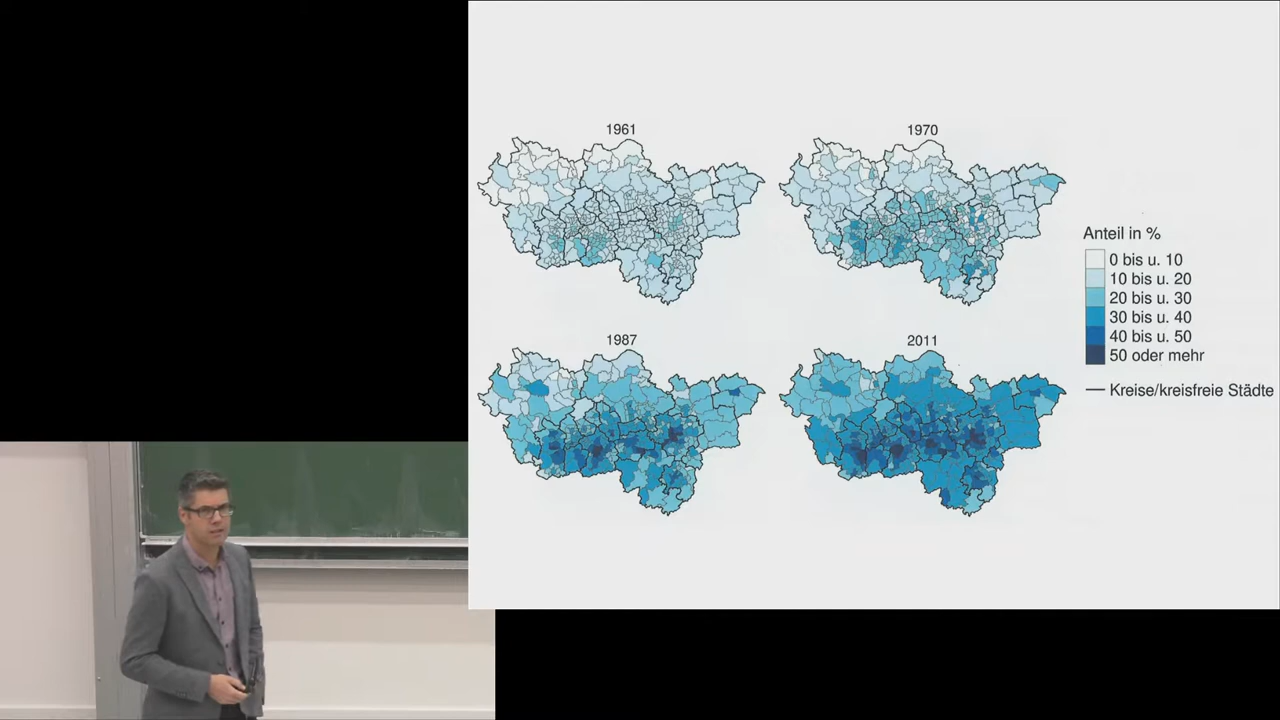 1961
1970
Anteil in %
0 bis u. 10
10 bis u. 20
20 bis u. 30
30 bis u. 40
40 bis u. 50
50 oder mehr
Kreise/kreisfreie Städte
1987
2011